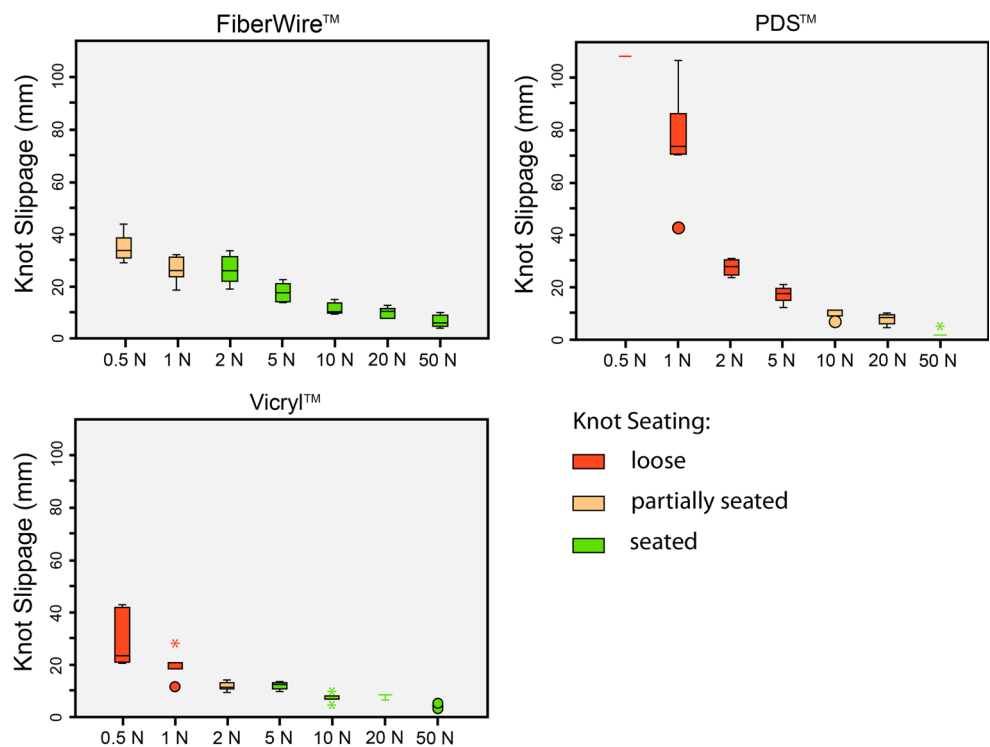 FiberWire™
Knot Slippage (mm)
100
80
60
40
20
0
0.5 N 1 N 2 N 5 N 10 N 20 N 50 N
PDS™
Knot Slippage (mm)
100
80
60
40
20
0
0.5 N 1 N 2 N 5 N 10 N 20 N 50 N
Vicryl™
Knot Slippage (mm)
100
80
60
40
20
0
0.5 N 1 N 2 N 5 N 10 N 20 N 50 N
Knot Seating:
loose
partially seated
seated